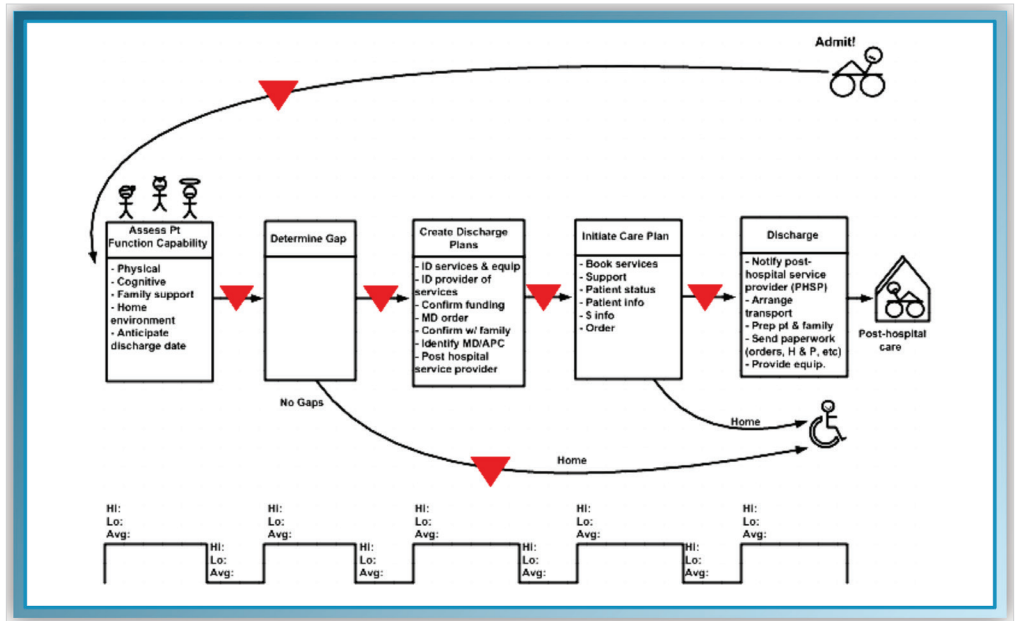 Admit!
Assess Pt
Function Capability
- Physical
- Cognitive
- Family support
- Home
environment
- Anticipate
discharge date
Determine Gap
Create Discharge
Plans
- ID services & equip
- ID provider of
services
- Confirm funding
- MD order
- Confirm w/ family
- Identify MD/APC
- Post hospital
service provider
Initiate Care Plan
- Book services
- Support
- Patient status
- Patient info
- $ info
- Order
Discharge
- Notify post-
hospital service
provider (PHSP)
- Arrange
transport
- Prep pt & family
- Send paperwork
(orders, H & P, etc)
- Provide equip.
Post-hospital
care
No Gaps
Home
Home
Hi:
Lo:
Avg:
Hi:
Lo:
Avg:
Hi:
Lo:
Avg:
Hi:
Lo:
Avg:
Hi:
Lo:
Avg:
Hi:
Lo:
Avg:
Hi:
Lo:
Avg:
Hi:
Lo:
Avg:
Hi:
Lo:
Avg: